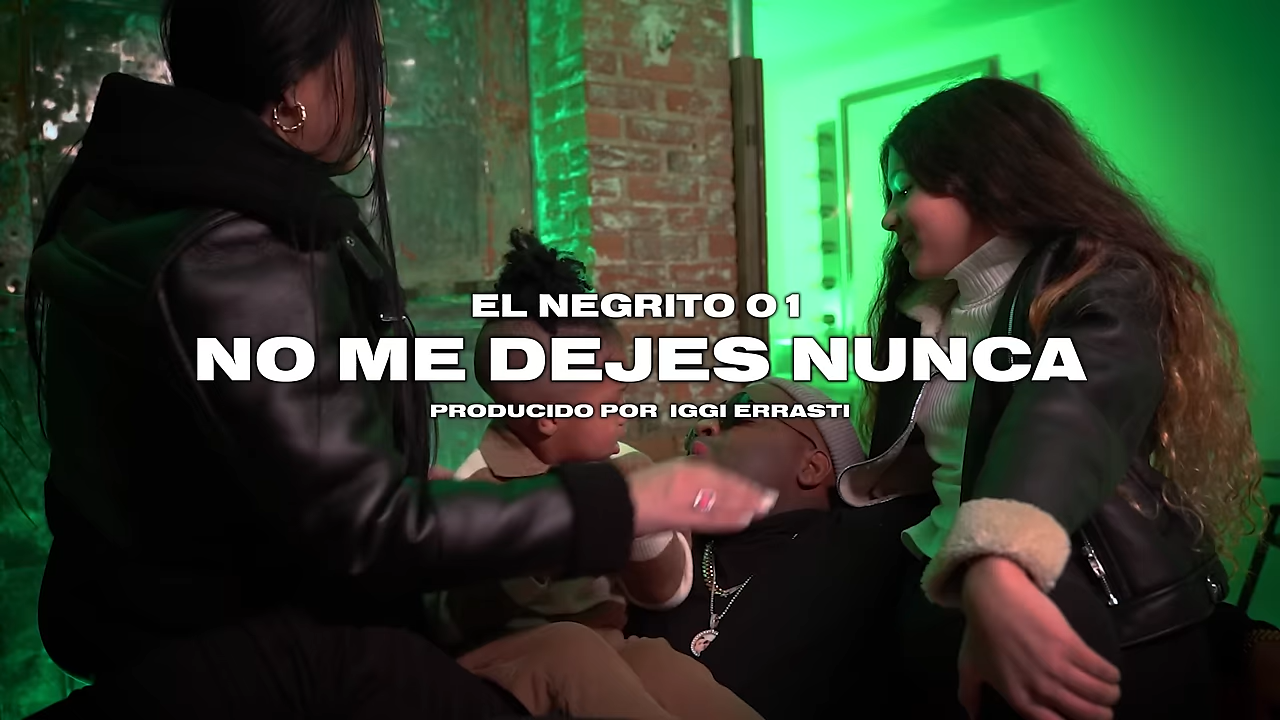 EL NEGRITO 01
NO ME DEJES NUNCA
PRODUCIDO POR IGGI ERRASTI